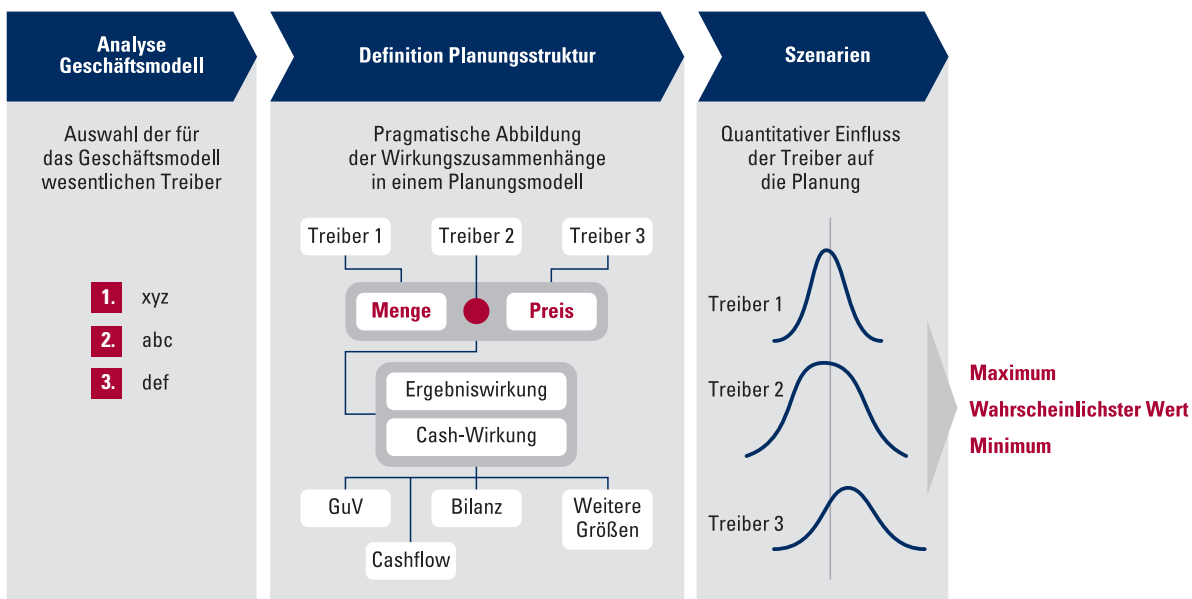 Analyse
Geschäftsmodell
Auswahl der für
das Geschäftsmodell
wesentlichen Treiber
1. xyz
2. abc
3. def
Definition Planungsstruktur
Pragmatische Abbildung
der Wirkungszusammenhänge
in einem Planungsmodell
Treiber 1
Treiber 2
Treiber 3
Menge
Preis
Ergebniswirkung
Cash-Wirkung
GuV
Bilanz
Weitere
Größen
Cashflow
Szenarien
Quantitativer Einfluss
der Treiber auf
die Planung
Treiber 1
Treiber 2
Treiber 3
Maximum
Wahrscheinlichster Wert
Minimum